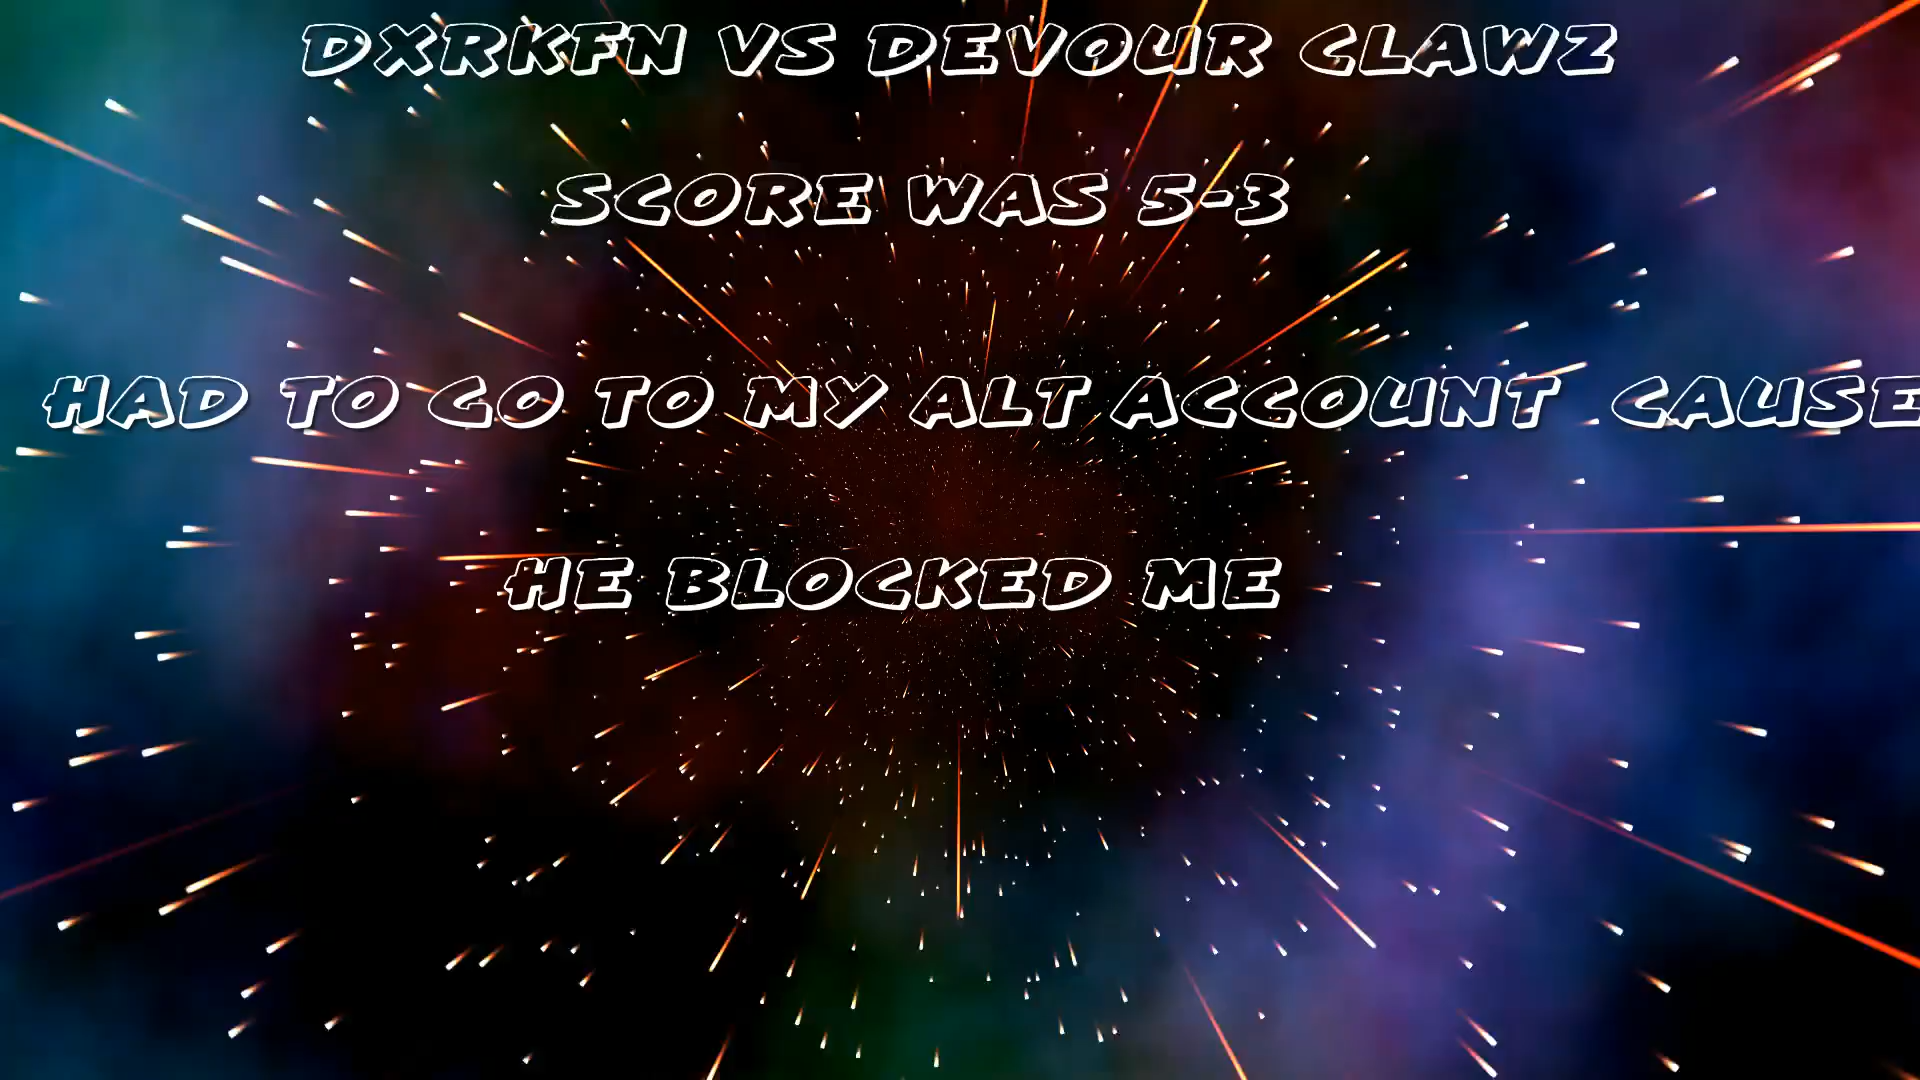 DXRKFN VS DEVOUR CLAWZ
SCORE WAS 5-3
HAD TO GO TO MY ALT ACCOUNT CAUSE
HE BLOCKED ME